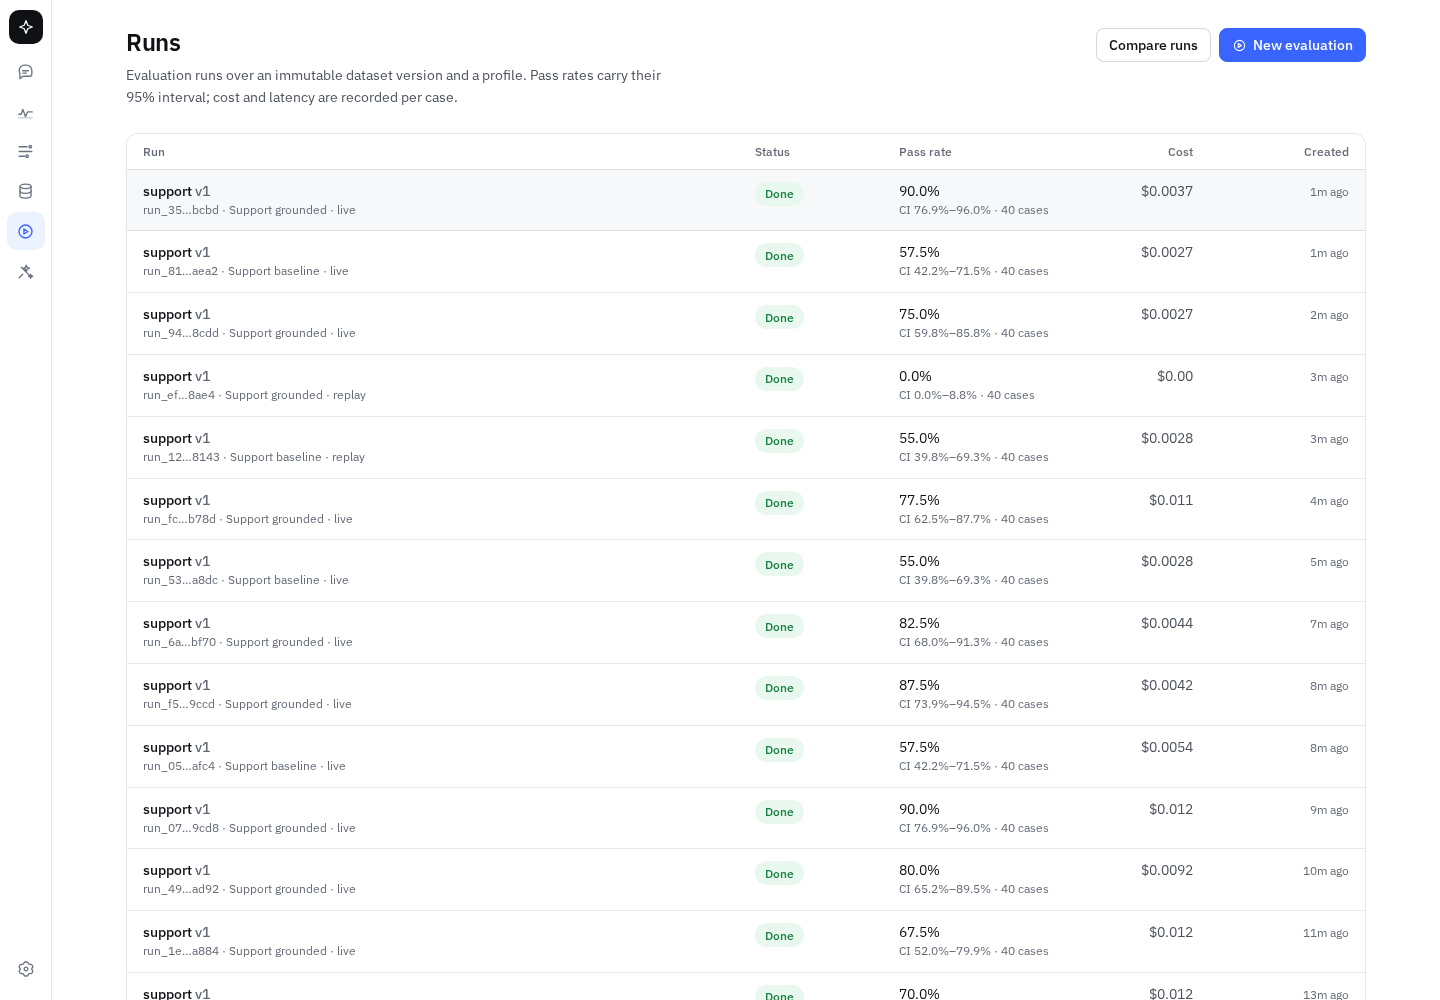 Runs
Compare runs
New evaluation
Evaluation runs over an immutable dataset version and a profile. Pass rates carry their
95% interval; cost and latency are recorded per case.
Run Status Pass rate Cost Created
support v1 Done 90.0% $0.0037 1m ago
run_35…bcbd · Support grounded · live CI 76.9%–96.0% · 40 cases
support v1 Done 57.5% $0.0027 1m ago
run_81…aea2 · Support baseline · live CI 42.2%–71.5% · 40 cases
support v1 Done 75.0% $0.0027 2m ago
run_94…8cdd · Support grounded · live CI 59.8%–85.8% · 40 cases
support v1 Done 0.0% $0.00 3m ago
run_ef…8ae4 · Support grounded · replay CI 0.0%–8.8% · 40 cases
support v1 Done 55.0% $0.0028 3m ago
run_12…8143 · Support baseline · replay CI 39.8%–69.3% · 40 cases
support v1 Done 77.5% $0.011 4m ago
run_fc…b78d · Support grounded · live CI 62.5%–87.7% · 40 cases
support v1 Done 55.0% $0.0028 5m ago
run_53…a8dc · Support baseline · live CI 39.8%–69.3% · 40 cases
support v1 Done 82.5% $0.0044 7m ago
run_6a…bf70 · Support grounded · live CI 68.0%–91.3% · 40 cases
support v1 Done 87.5% $0.0042 8m ago
run_f5…9ccd · Support grounded · live CI 73.9%–94.5% · 40 cases
support v1 Done 57.5% $0.0054 8m ago
run_05…afc4 · Support baseline · live CI 42.2%–71.5% · 40 cases
support v1 Done 90.0% $0.012 9m ago
run_07…9cd8 · Support grounded · live CI 76.9%–96.0% · 40 cases
support v1 Done 80.0% $0.0092 10m ago
run_49…ad92 · Support grounded · live CI 65.2%–89.5% · 40 cases
support v1 Done 67.5% $0.012 11m ago
run_1e…a884 · Support grounded · live CI 52.0%–79.9% · 40 cases
support v1 Done 70.0% $0.012 13m ago